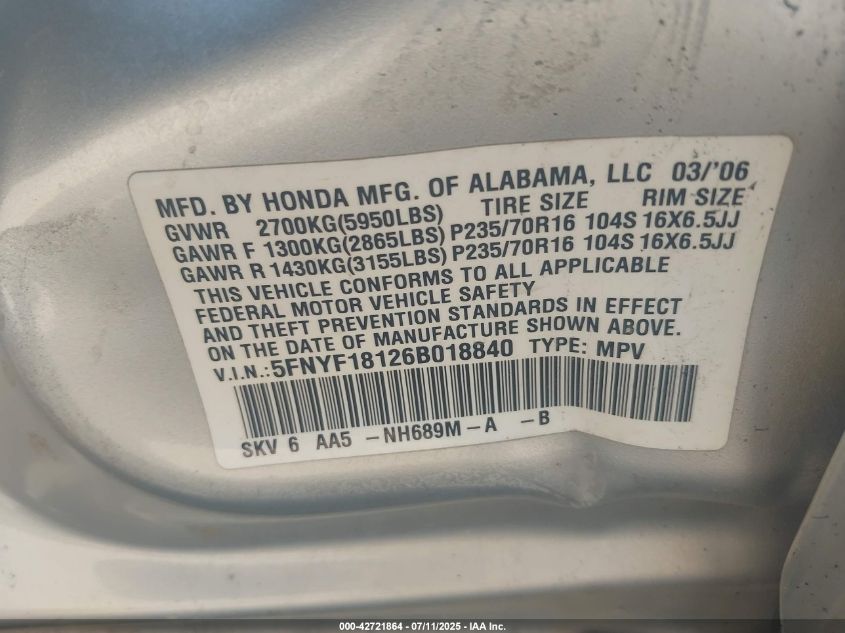 MFD. BY HONDA MFG. OF ALABAMA, LLC 03/'06
GVWR 2700KG(5950LBS) TIRE SIZE RIM SIZE
GAWR F 1300KG(2865LBS) P235/70R16 104S 16X6.5JJ
GAWR R 1430KG(3155LBS) P235/70R16 104S 16X6.5JJ
THIS VEHICLE CONFORMS TO ALL APPLICABLE
FEDERAL MOTOR VEHICLE SAFETY
AND THEFT PREVENTION STANDARDS IN EFFECT
ON THE DATE OF MANUFACTURE SHOWN ABOVE.
V.I.N.: 5FNYF18126B018840 TYPE: MPV
SKV 6 AA5 -NH689M-A -B
000-42721864 - 07/11/2025 - IAA Inc.